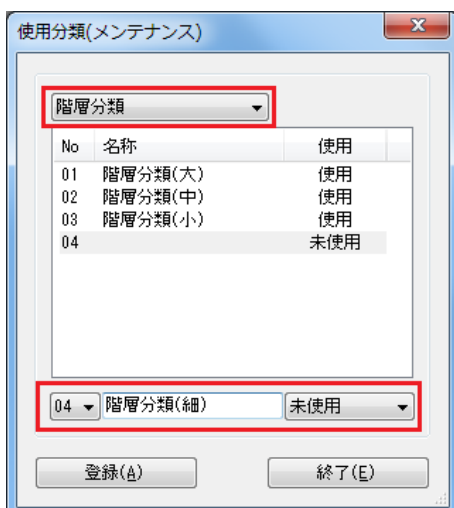 使用分類(メンテナンス)
階層分類
No 名称 使用
01 階層分類(大) 使用
02 階層分類(中) 使用
03 階層分類(小) 使用
04 未使用
04 階層分類(細) 未使用
登録(A) 終了(E)